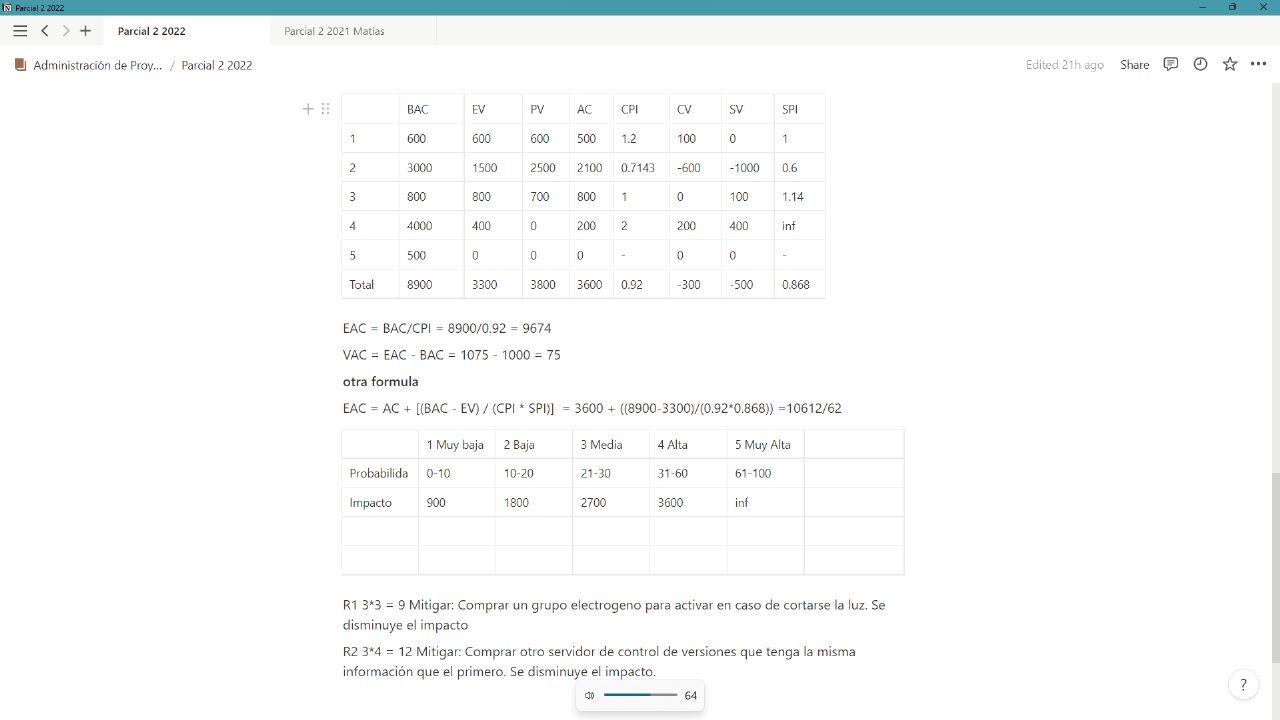 Parcial 2 2022
Parcial 2 2022
Parcial 2 2021 Matias
Administración de Proy... / Parcial 2 2022
Edited 21h ago
Share
BAC EV PV AC CPI CV SV SPI
1 600 600 600 500 1.2 100 0 1
2 3000 1500 2500 2100 0.7143 -600 -1000 0.6
3 800 800 700 800 1 0 100 1.14
4 4000 400 0 200 2 200 400 inf
5 500 0 0 0 - 0 0 -
Total 8900 3300 3800 3600 0.92 -300 -500 0.868
EAC = BAC/CPI = 8900/0.92 = 9674
VAC = EAC - BAC = 1075 - 1000 = 75
otra formula
EAC = AC + [(BAC - EV) / (CPI * SPI)] = 3600 + ((8900-3300)/(0.92*0.868)) =10612/62
1 Muy baja 2 Baja 3 Media 4 Alta 5 Muy Alta
Probabilida 0-10 10-20 21-30 31-60 61-100
Impacto 900 1800 2700 3600 inf
R1 3*3 = 9 Mitigar: Comprar un grupo electrogeno para activar en caso de cortarse la luz. Se
disminuye el impacto
R2 3*4 = 12 Mitigar: Comprar otro servidor de control de versiones que tenga la misma
información que el primero. Se disminuye el impacto.
64
?